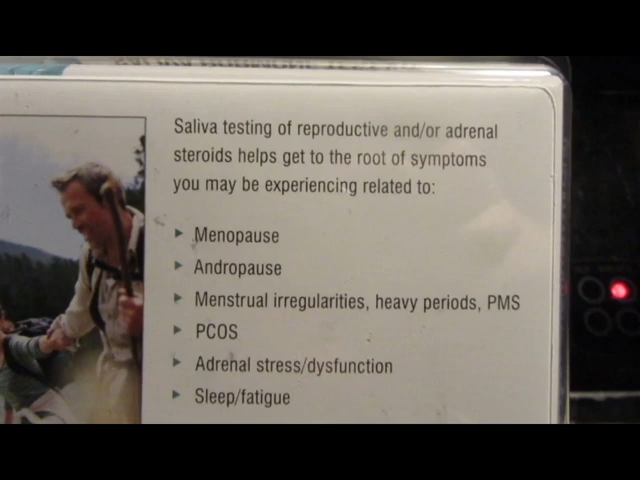 Saliva testing of reproductive and/or adrenal
steroids helps get to the root of symptoms
you may be experiencing related to:
Menopause
Andropause
Menstrual irregularities, heavy periods, PMS
PCOS
Adrenal stress/dysfunction
Sleep/fatigue